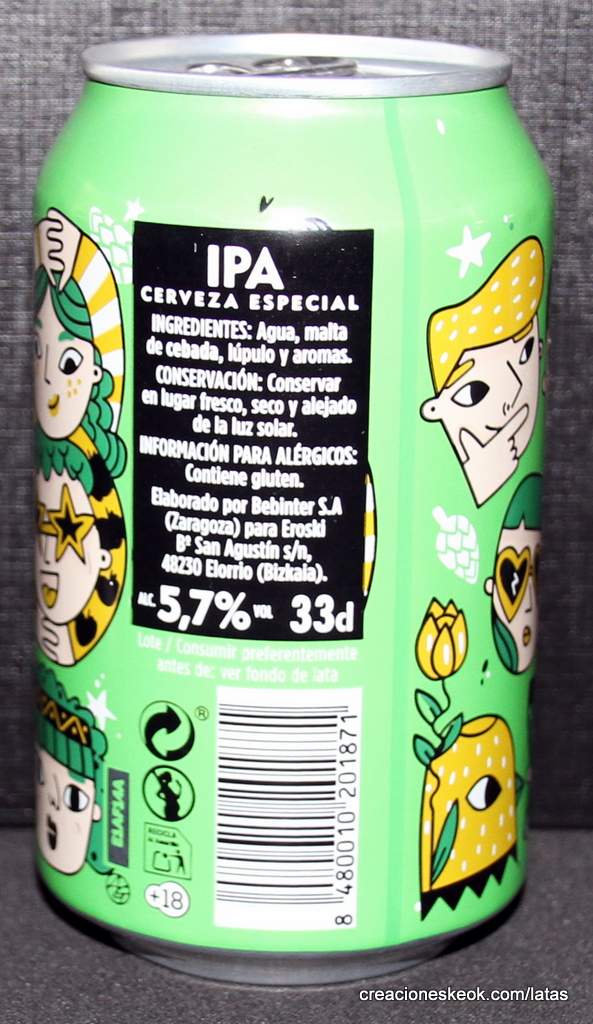 IPA
CERVEZA ESPECIAL
INGREDIENTES: Agua, malta
de cebada, lúpulo y aromas.
CONSERVACIÓN: Conservar
en lugar fresco, seco y alejado
de la luz solar.
INFORMACIÓN PARA ALÉRGICOS:
Contiene gluten.
Elaborado por Bebinter S.A
(Zaragoza) para Eroski
Bº San Agustín s/n,
48230 Elorrio (Bizkaia).
ALC. 5,7% VOL 33cl
Lote / Consumir preferentemente
antes de: ver fondo de lata
®
RECICLA
+18
8 480010 201871
creacioneskeok.com/latas